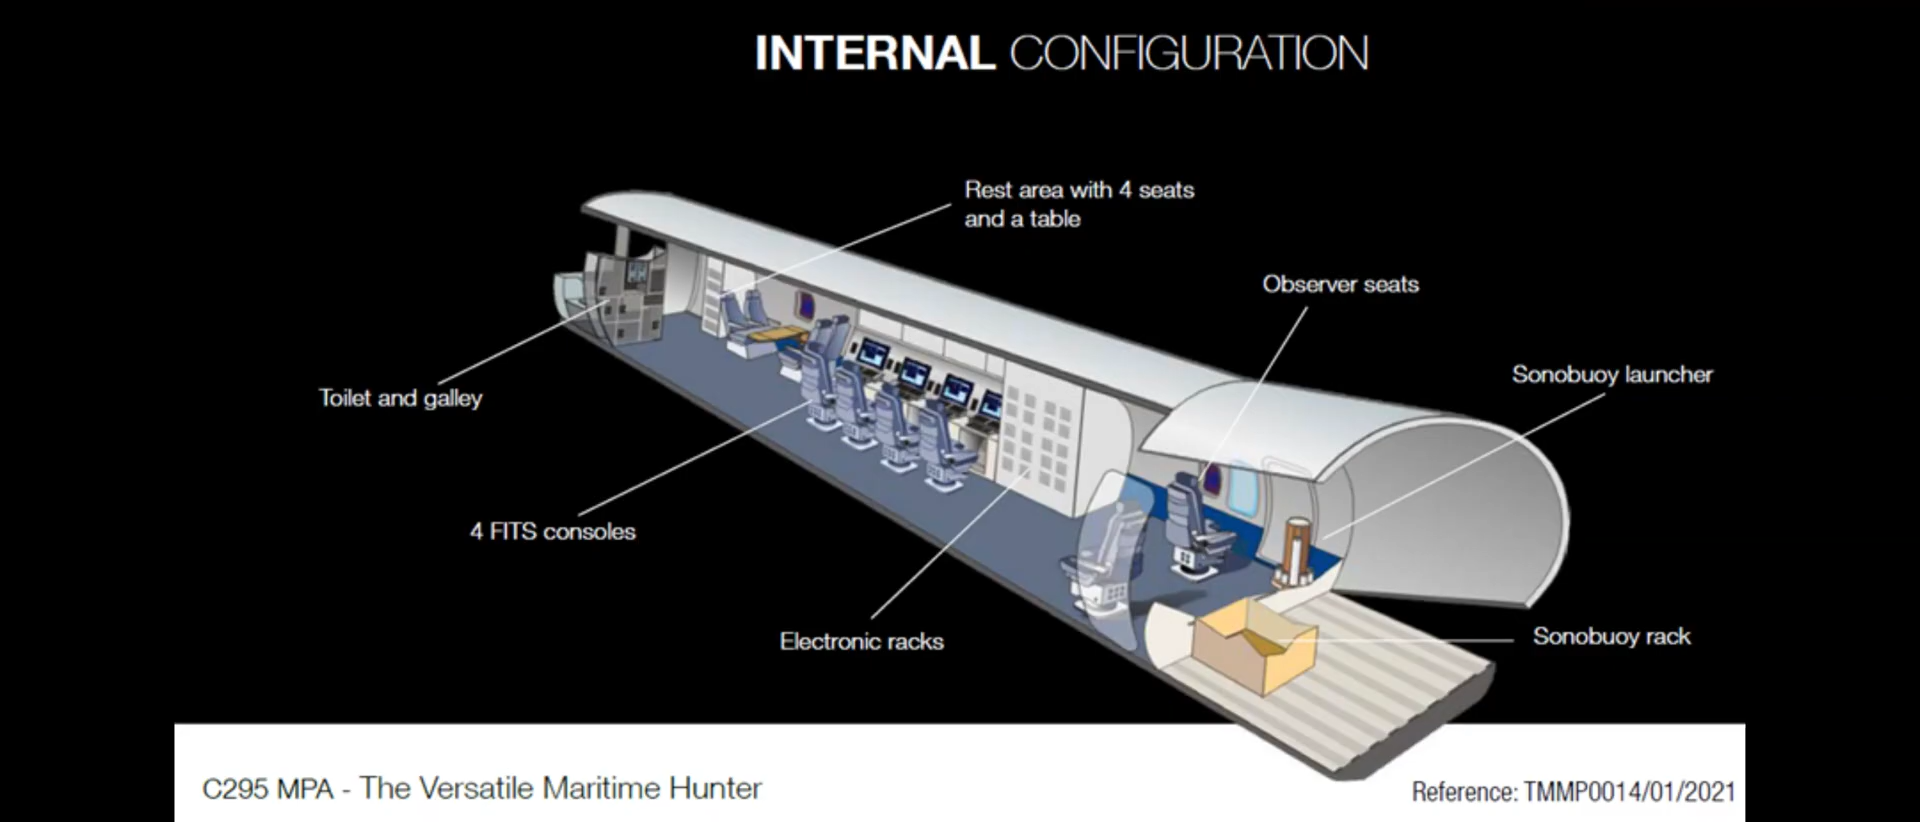 INTERNAL CONFIGURATION
Rest area with 4 seats
and a table
Observer seats
Sonobuoy launcher
Toilet and galley
4 FITS consoles
Electronic racks
Sonobuoy rack
C295 MPA - The Versatile Maritime Hunter
Reference: TMMP0014/01/2021